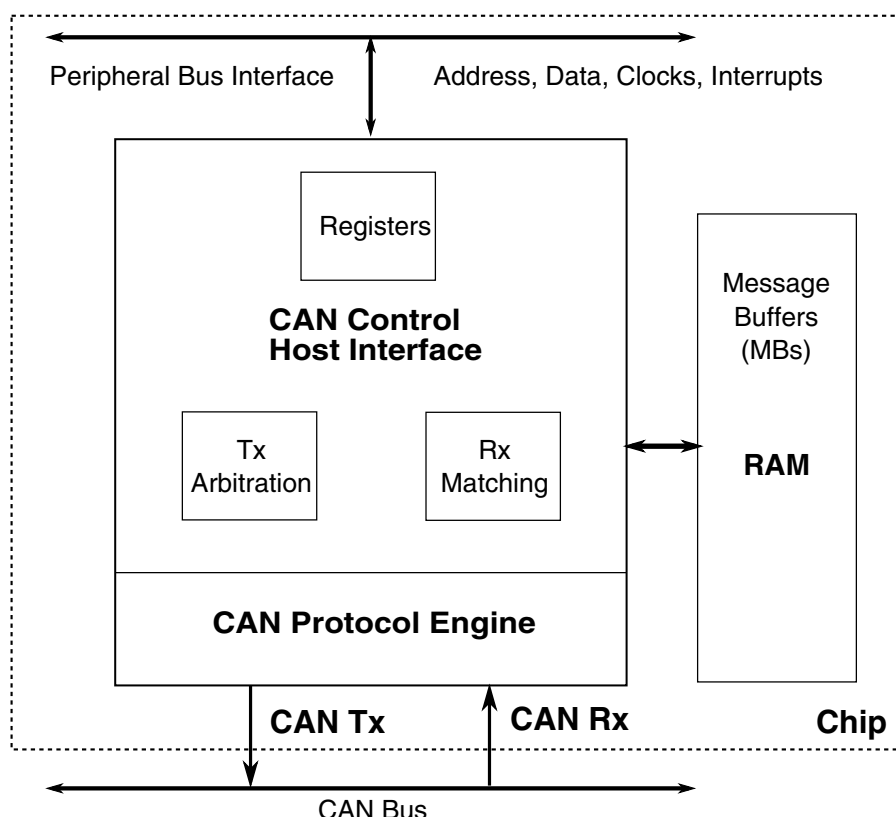 Peripheral Bus Interface
Address, Data, Clocks, Interrupts
Registers
CAN Control
Host Interface
Message
Buffers
(MBs)
Tx
Arbitration
Rx
Matching
RAM
CAN Protocol Engine
CAN Tx
CAN Rx
Chip
CAN Bus